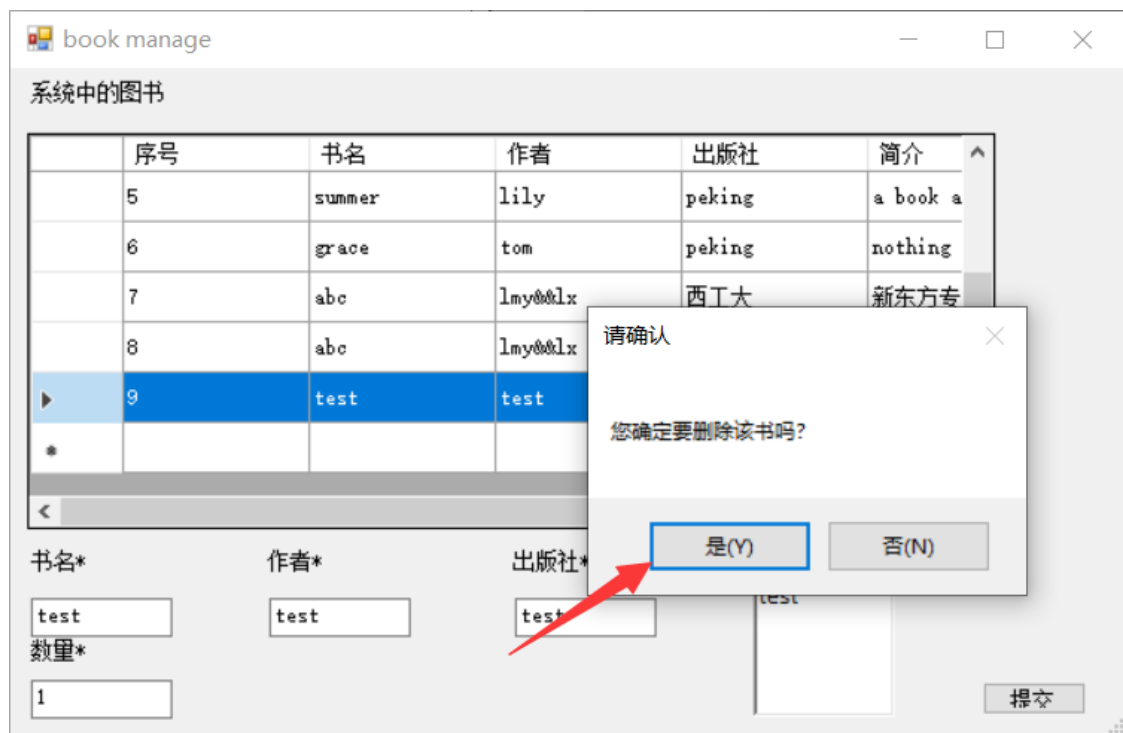 book manage
系统中的图书
序号 书名 作者 出版社 简介
5 summer lily peking a book a
6 grace tom peking nothing
7 abc lmy&&lx 西工大 新东方专
8 abc lmy&&lx
9 test test
请确认
您确定要删除该书吗?
是(Y) 否(N)
书名* 作者* 出版社*
test test test test
数量*
1
提交